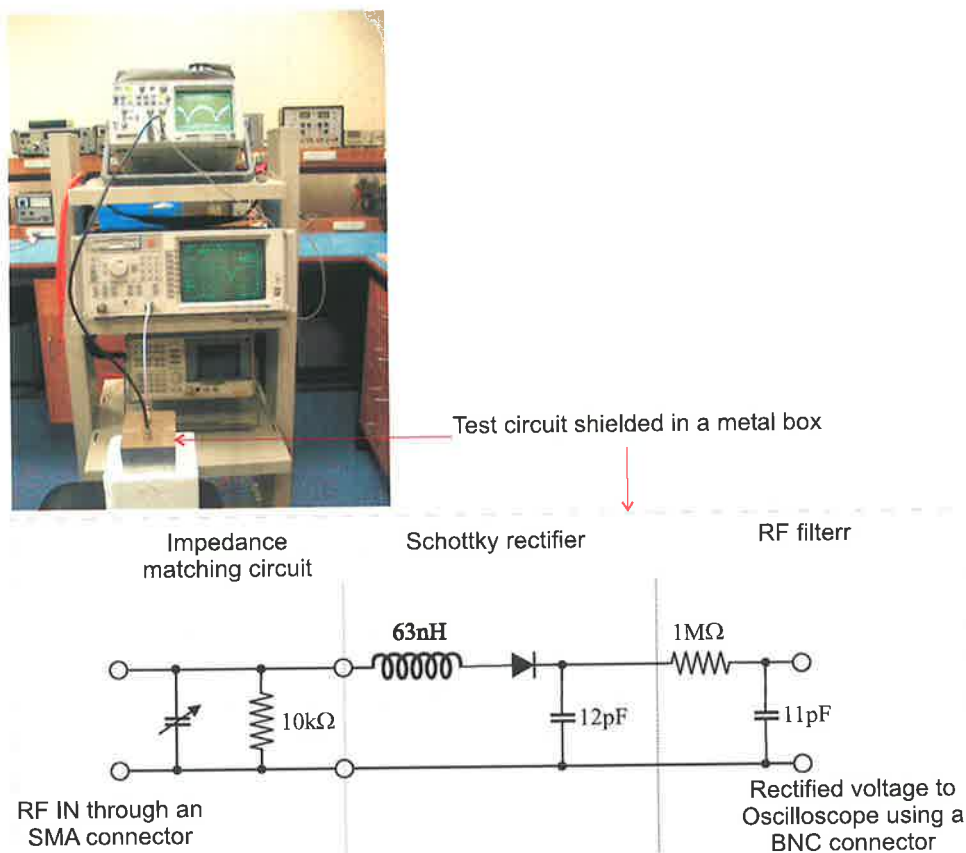 Test circuit shielded in a metal box
Impedance
matching circuit
Schottky rectifier
RF filterr
63nH
1MΩ
10kΩ
12pF
11pF
RF IN through an
SMA connector
Rectified voltage to
Oscilloscope using a
BNC connector